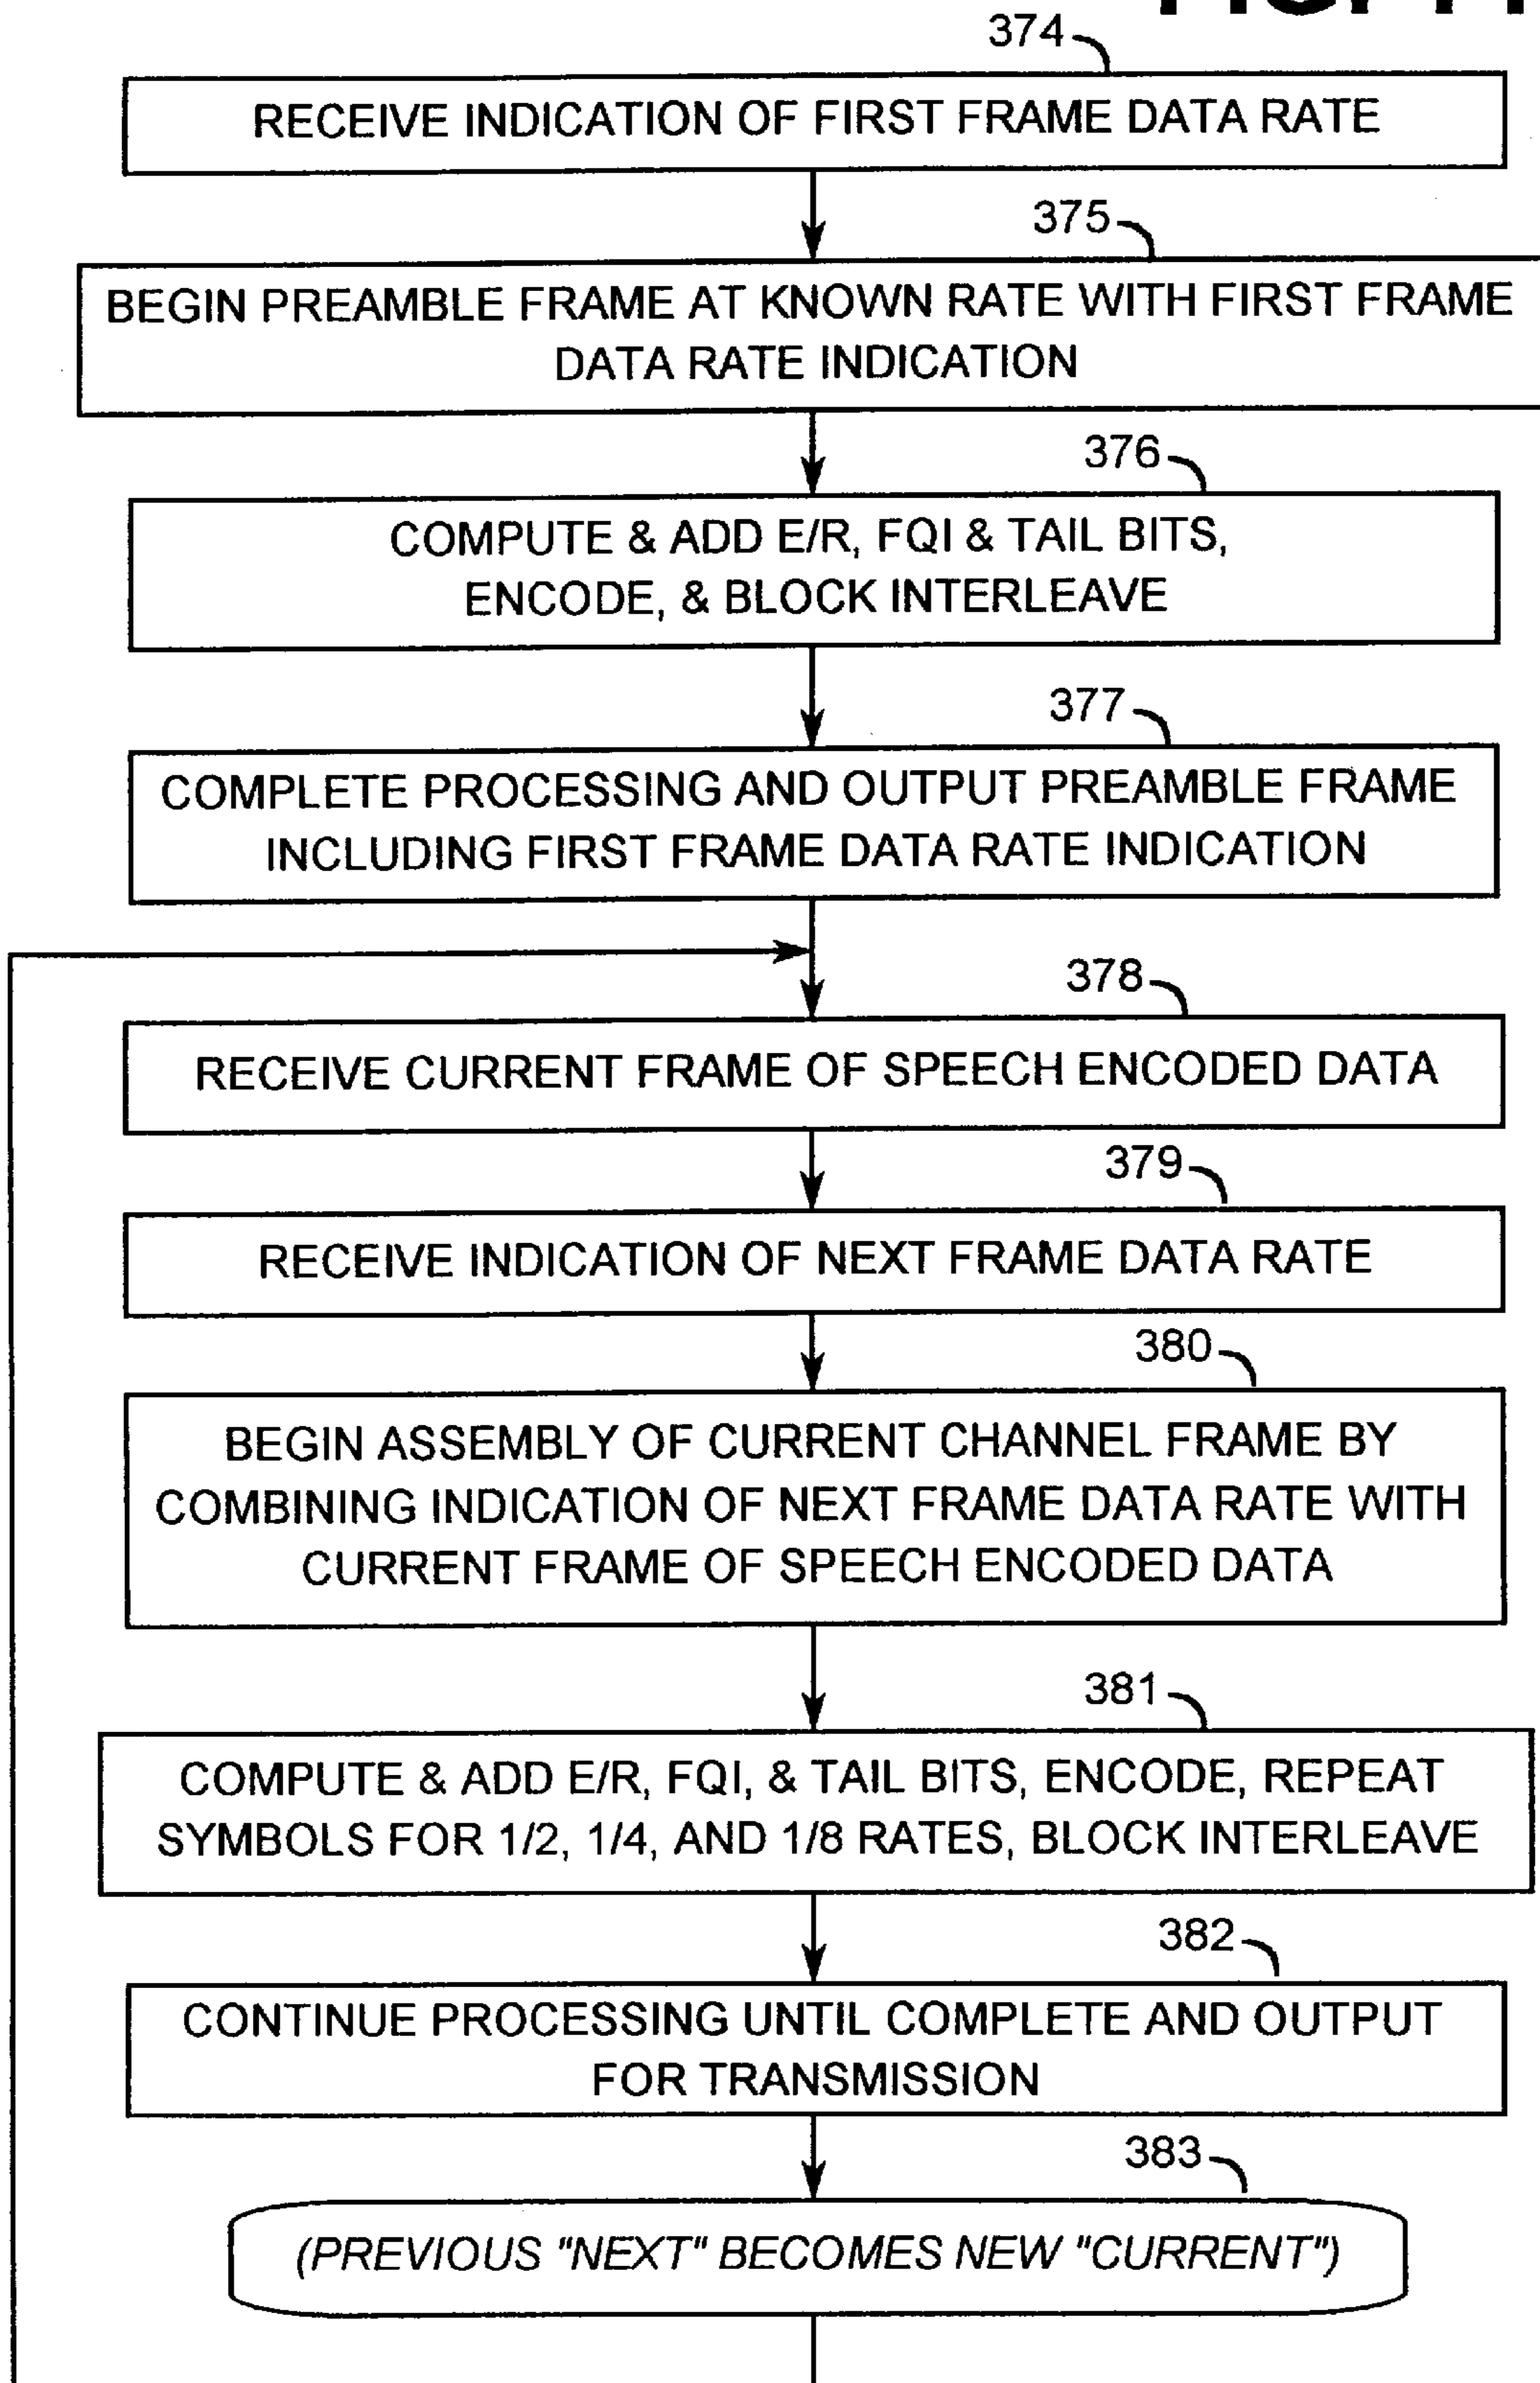 374
RECEIVE INDICATION OF FIRST FRAME DATA RATE
375
BEGIN PREAMBLE FRAME AT KNOWN RATE WITH FIRST FRAME
DATA RATE INDICATION
376
COMPUTE & ADD E/R, FQI & TAIL BITS,
ENCODE, & BLOCK INTERLEAVE
377
COMPLETE PROCESSING AND OUTPUT PREAMBLE FRAME
INCLUDING FIRST FRAME DATA RATE INDICATION
378
RECEIVE CURRENT FRAME OF SPEECH ENCODED DATA
379
RECEIVE INDICATION OF NEXT FRAME DATA RATE
380
BEGIN ASSEMBLY OF CURRENT CHANNEL FRAME BY
COMBINING INDICATION OF NEXT FRAME DATA RATE WITH
CURRENT FRAME OF SPEECH ENCODED DATA
381
COMPUTE & ADD E/R, FQI, & TAIL BITS, ENCODE, REPEAT
SYMBOLS FOR 1/2, 1/4, AND 1/8 RATES, BLOCK INTERLEAVE
382
CONTINUE PROCESSING UNTIL COMPLETE AND OUTPUT
FOR TRANSMISSION
383
(PREVIOUS "NEXT" BECOMES NEW "CURRENT")